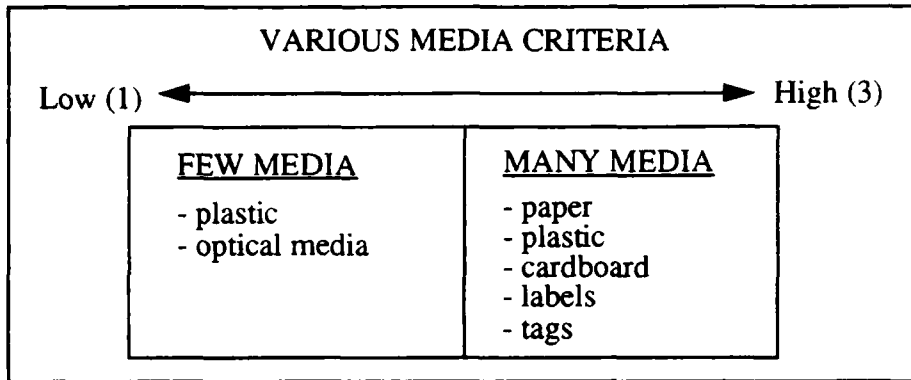 VARIOUS MEDIA CRITERIA
Low (1)
High (3)
FEW MEDIA
- plastic
- optical media
MANY MEDIA
- paper
- plastic
- cardboard
- labels
- tags